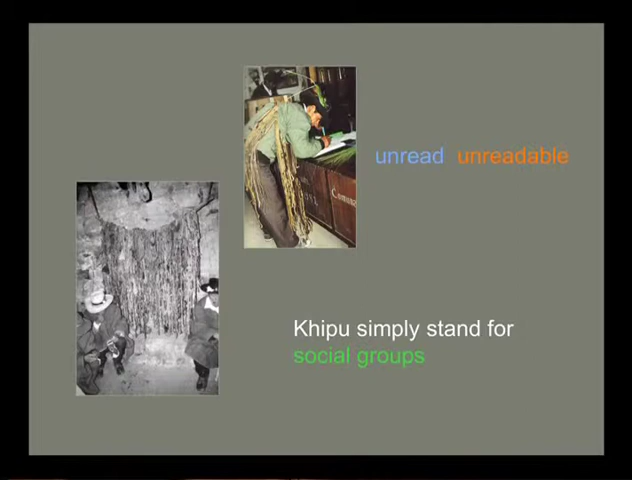 unread unreadable
Khipu simply stand for
social groups